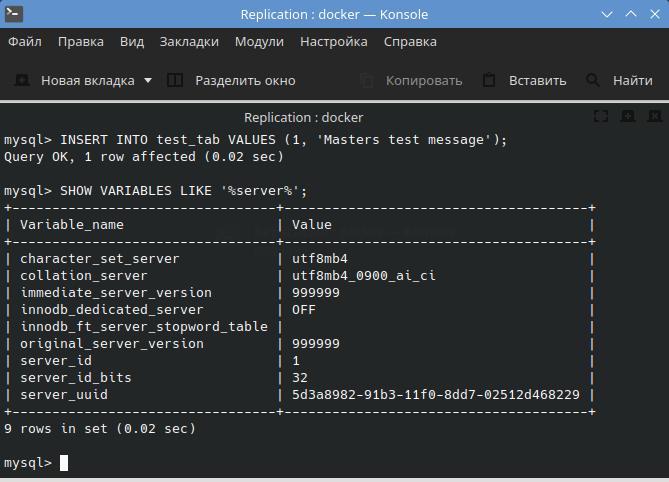 Replication : docker — Konsole
Файл Правка Вид Закладки Модули Настройка Справка
Новая вкладка Разделить окно Копировать Вставить Найти
Replication : docker
mysql> INSERT INTO test_tab VALUES (1, 'Masters test message');
Query OK, 1 row affected (0.02 sec)
mysql> SHOW VARIABLES LIKE '%server%';
+---------------------------------+--------------------------------------+
| Variable_name | Value |
+---------------------------------+--------------------------------------+
| character_set_server | utf8mb4 |
| collation_server | utf8mb4_0900_ai_ci |
| immediate_server_version | 999999 |
| innodb_dedicated_server | OFF |
| innodb_ft_server_stopword_table | |
| original_server_version | 999999 |
| server_id | 1 |
| server_id_bits | 32 |
| server_uuid | 5d3a8982-91b3-11f0-8dd7-02512d468229 |
+---------------------------------+--------------------------------------+
9 rows in set (0.02 sec)
mysql>